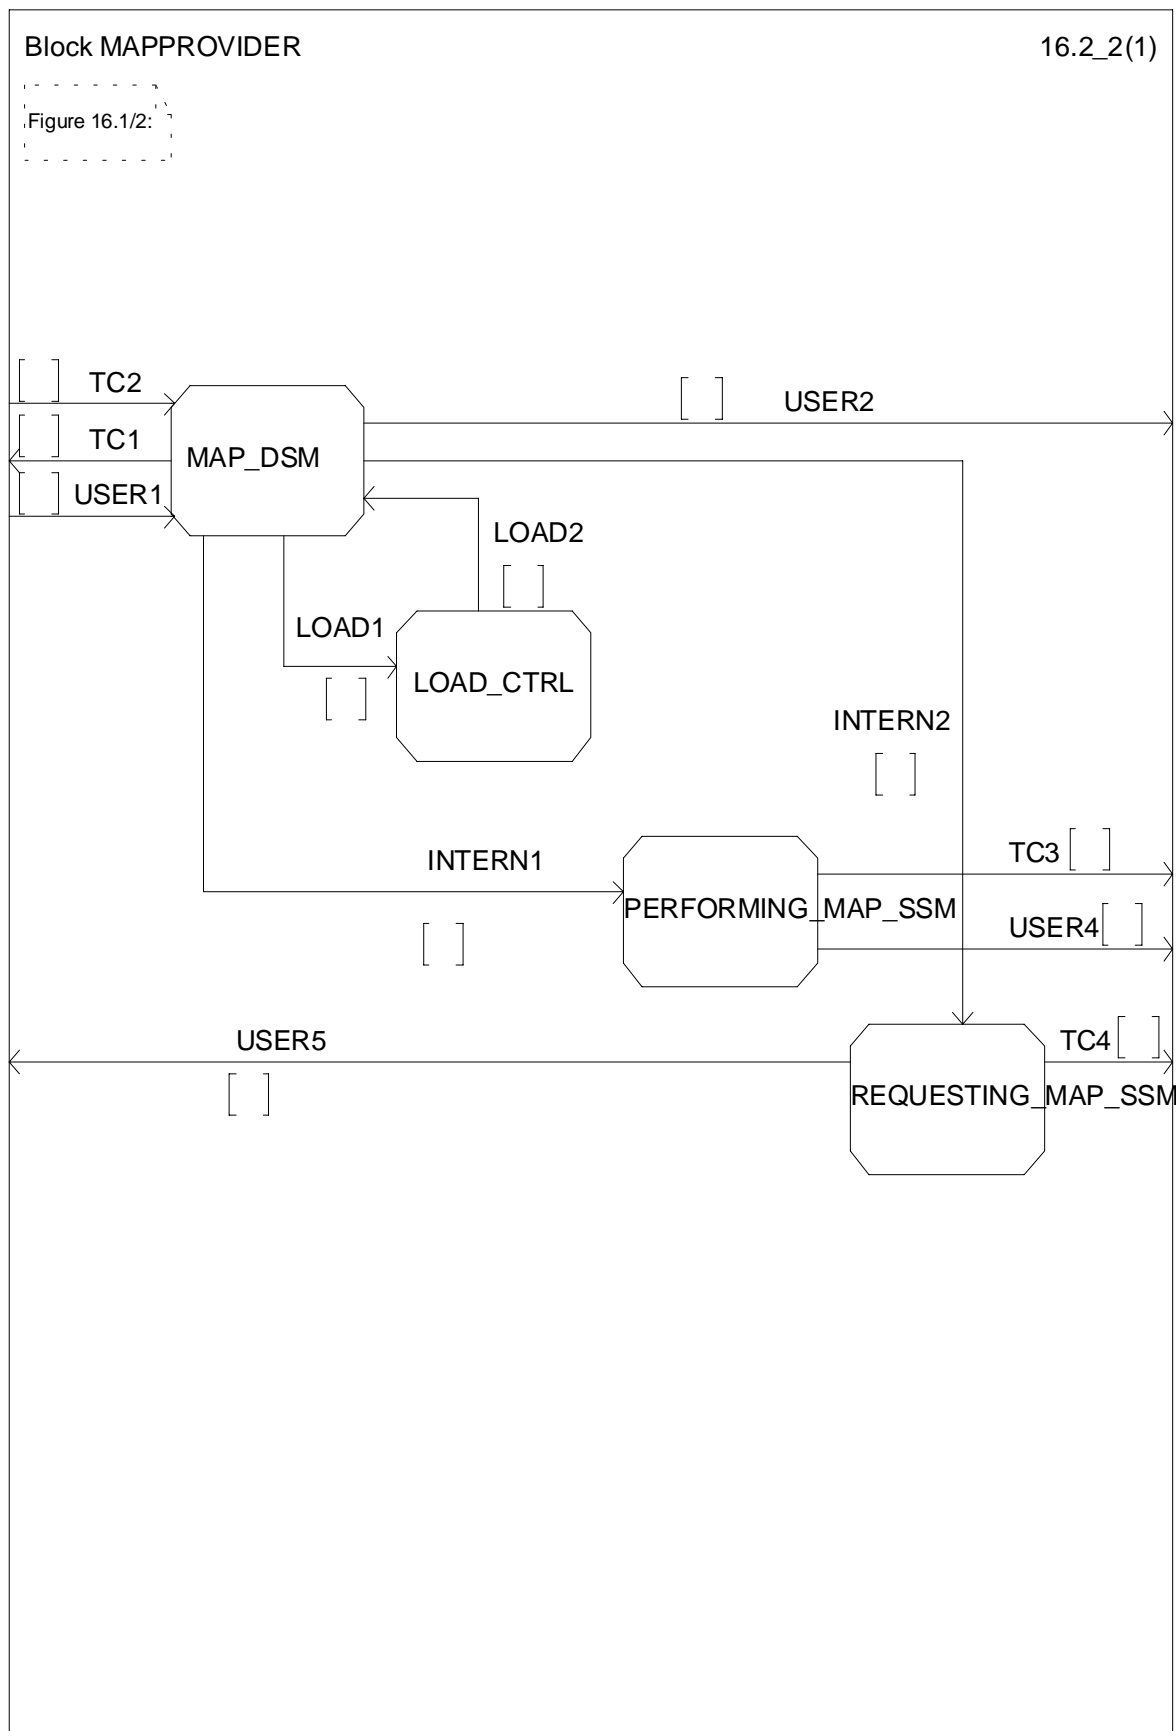 Block MAPPROVIDER
16.2_2(1)
Figure 16.1/2:
TC2
USER2
TC1
MAP_DSM
USER1
LOAD2
LOAD1
LOAD_CTRL
INTERN2
INTERN1
TC3
PERFORMING_MAP_SSM
USER4
USER5
TC4
REQUESTING_MAP_SSM